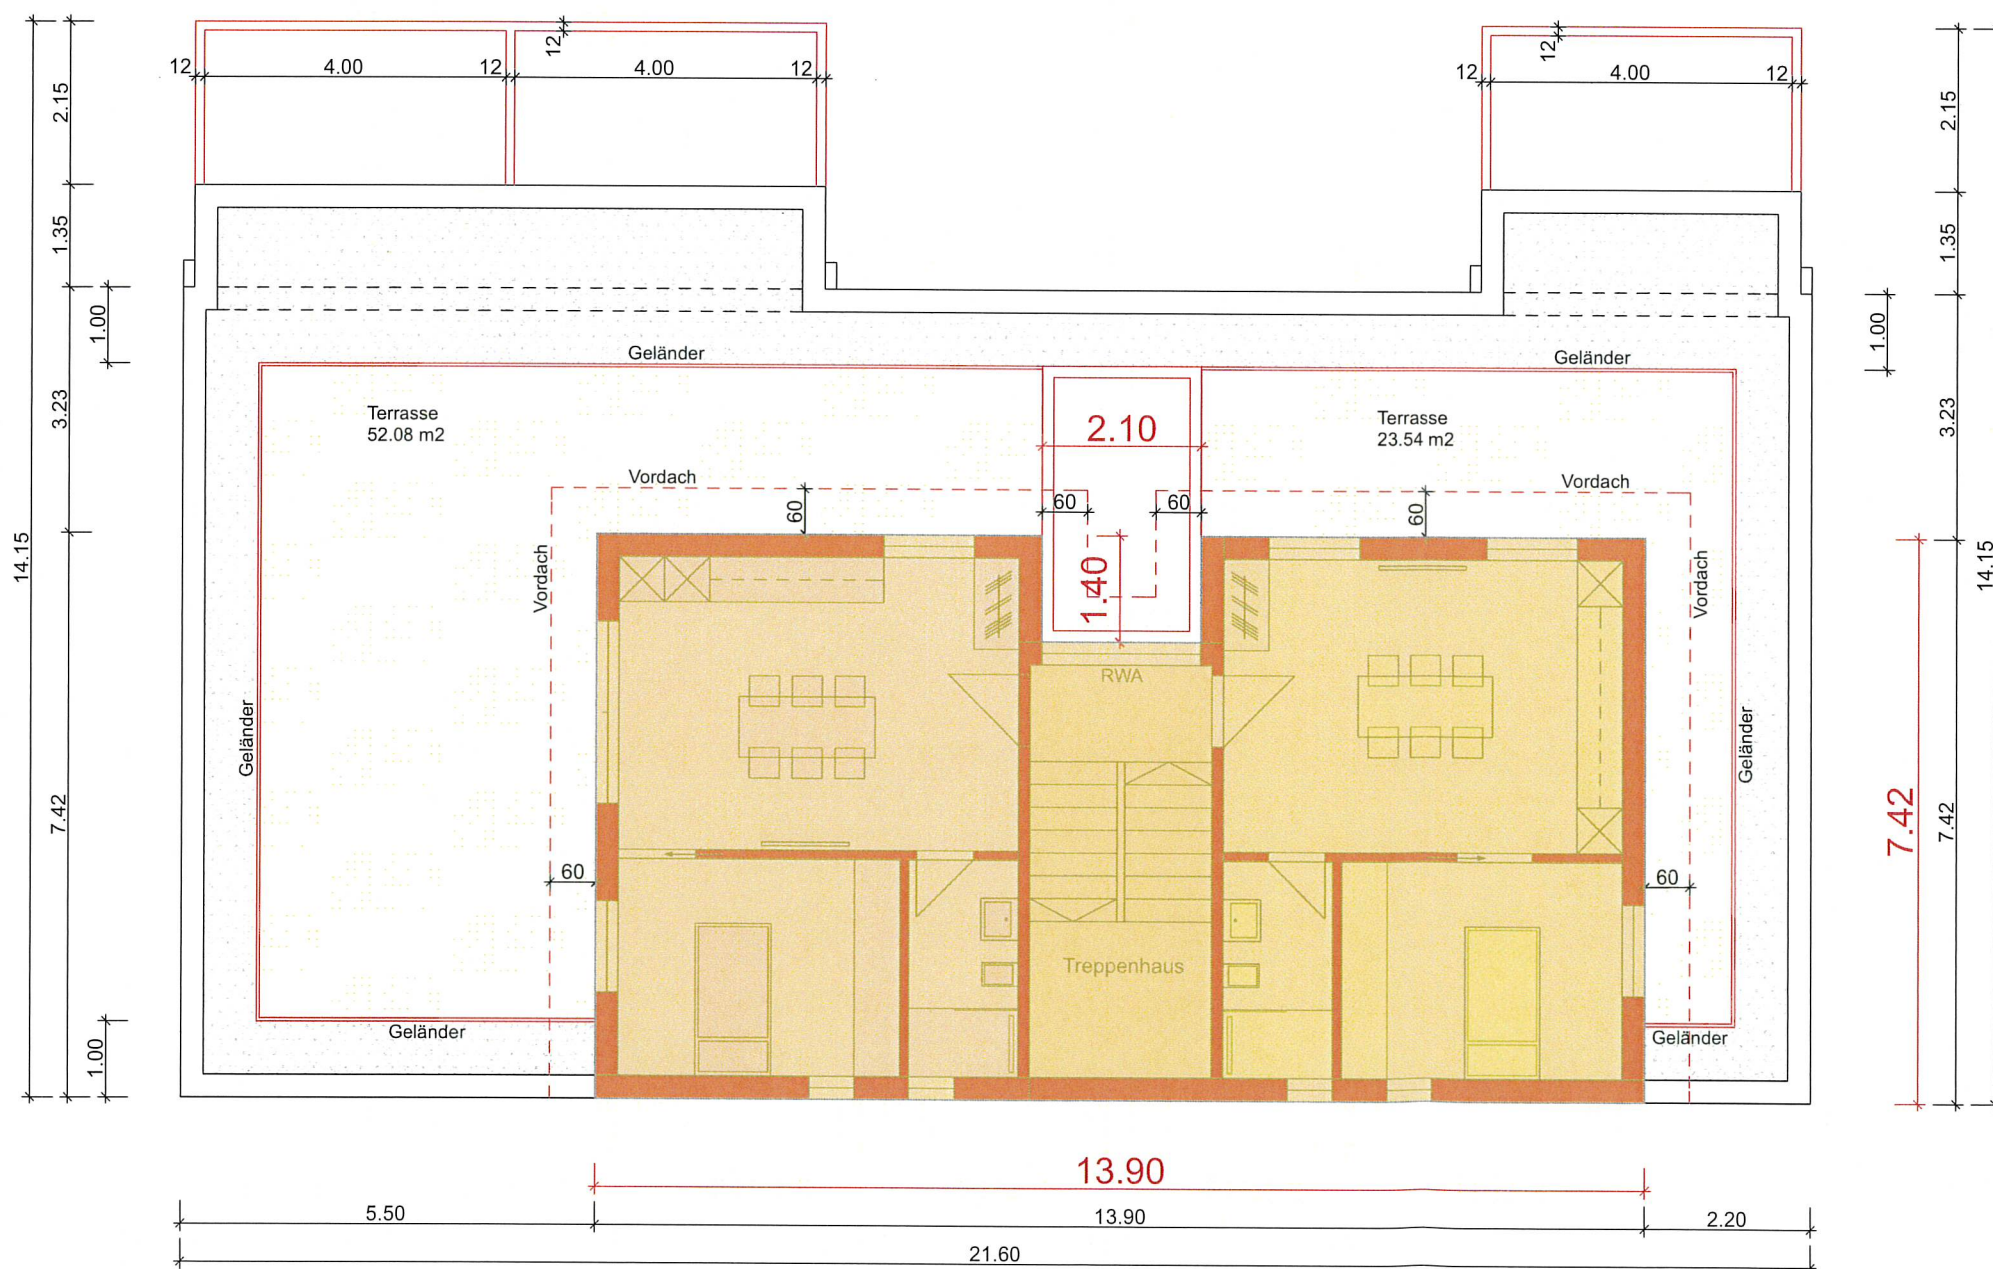 12
4.00
12
12
4.00
12
12
12
4.00
12
2.15
2.15
1.35
1.35
1.00
1.00
Geländer
Geländer
3.23
3.23
Terrasse
52.08 m2
Terrasse
23.54 m2
2.10
Vordach
Vordach
60
60
60
60
14.15
14.15
Vordach
Vordach
1.40
RWA
Geländer
Geländer
7.42
7.42
7.42
60
60
Treppenhaus
Geländer
Geländer
1.00
13.90
5.50
13.90
2.20
21.60